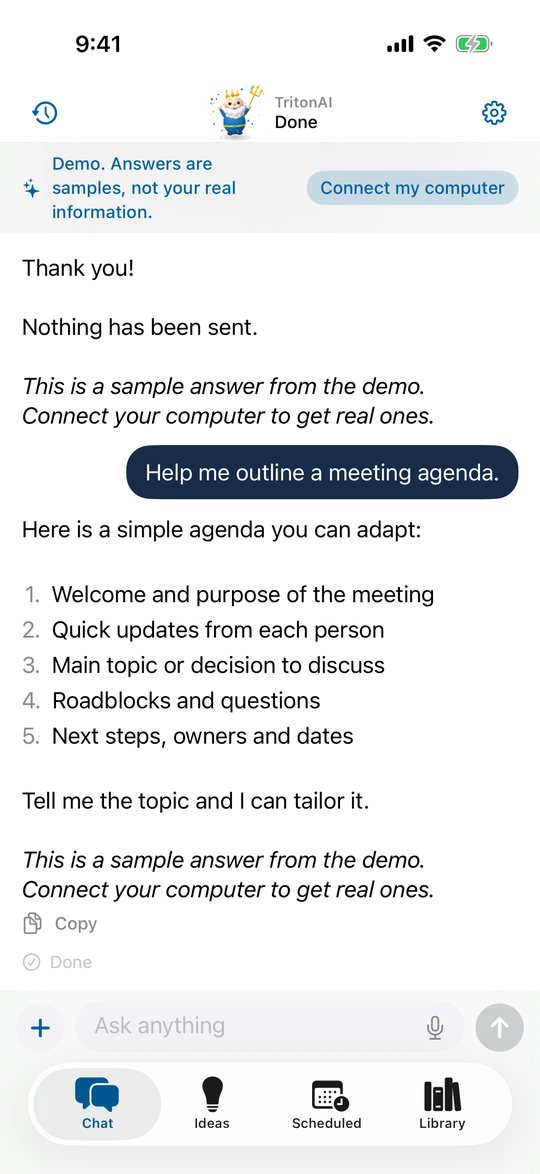 9:41
TritonAI
Done
Demo. Answers are
samples, not your real
information.
Connect my computer
Thank you!
Nothing has been sent.
This is a sample answer from the demo.
Connect your computer to get real ones.
Help me outline a meeting agenda.
Here is a simple agenda you can adapt:
1. Welcome and purpose of the meeting
2. Quick updates from each person
3. Main topic or decision to discuss
4. Roadblocks and questions
5. Next steps, owners and dates
Tell me the topic and I can tailor it.
This is a sample answer from the demo.
Connect your computer to get real ones.
Copy
Done
Ask anything
Chat
Ideas
Scheduled
Library